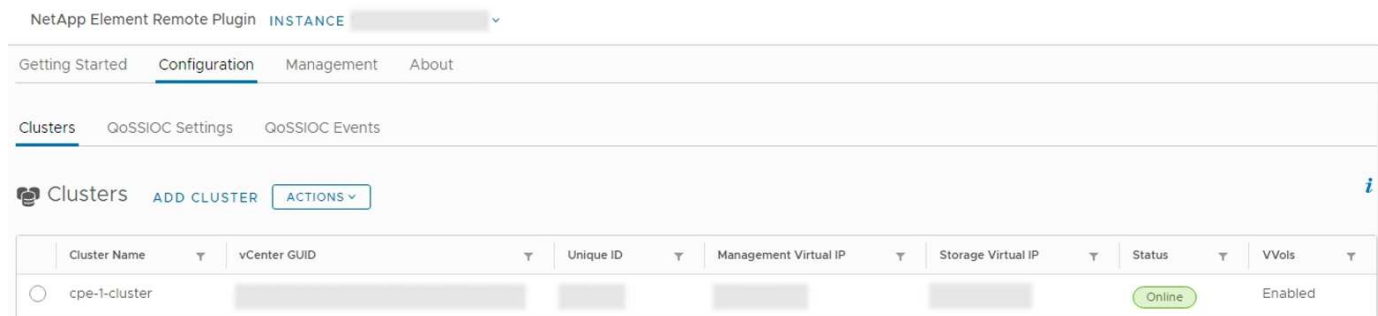 NetApp Element Remote Plugin INSTANCE
Getting Started Configuration Management About
Clusters QoSSIOC Settings QoSSIOC Events
Clusters ADD CLUSTER ACTIONS
i
Cluster Name vCenter GUID Unique ID Management Virtual IP Storage Virtual IP Status VVols
cpe-1-cluster Online Enabled